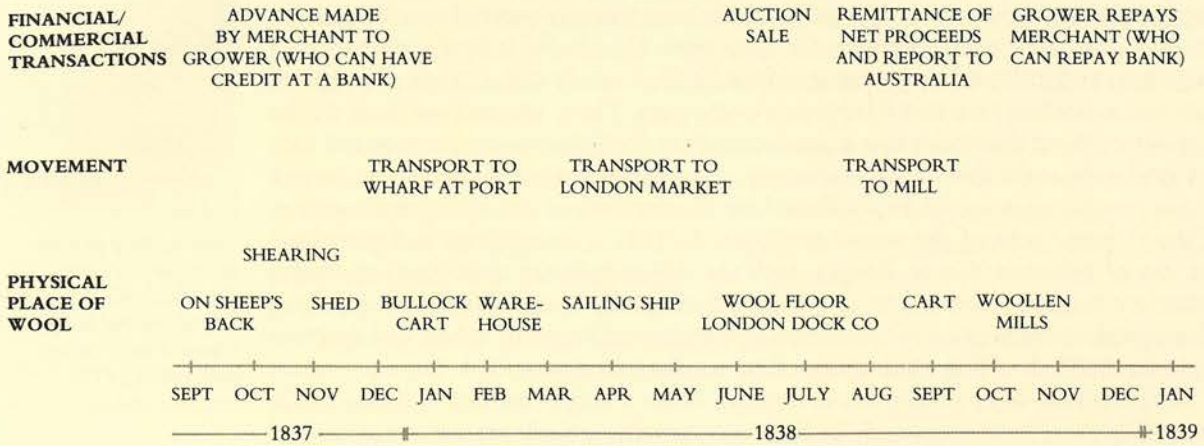 FINANCIAL/
COMMERCIAL
TRANSACTIONS
ADVANCE MADE
BY MERCHANT TO
GROWER (WHO CAN HAVE
CREDIT AT A BANK)
AUCTION
SALE
REMITTANCE OF
NET PROCEEDS
AND REPORT TO
AUSTRALIA
GROWER REPAYS
MERCHANT (WHO
CAN REPAY BANK)
MOVEMENT
TRANSPORT TO
WHARF AT PORT
TRANSPORT TO
LONDON MARKET
TRANSPORT
TO MILL
PHYSICAL
PLACE OF
WOOL
SHEARING
ON SHEEP'S
BACK
SHED
BULLOCK
CART
WARE-
HOUSE
SAILING SHIP
WOOL FLOOR
LONDON DOCK CO
CART
WOOLLEN
MILLS
SEPT OCT NOV DEC JAN FEB MAR APR MAY JUNE JULY AUG SEPT OCT NOV DEC JAN
1837 1838 1839